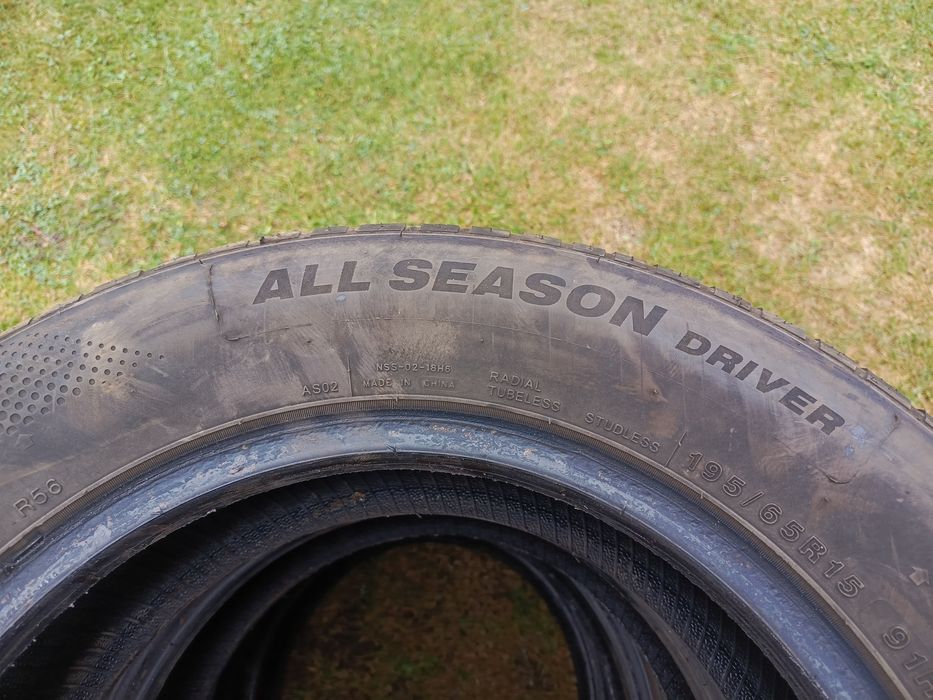 ALL SEASON DRIVER
NSS-02-18H6
AS02
MADE IN CHINA
RADIAL
TUBELESS
STUDLESS
195/65R15
R56